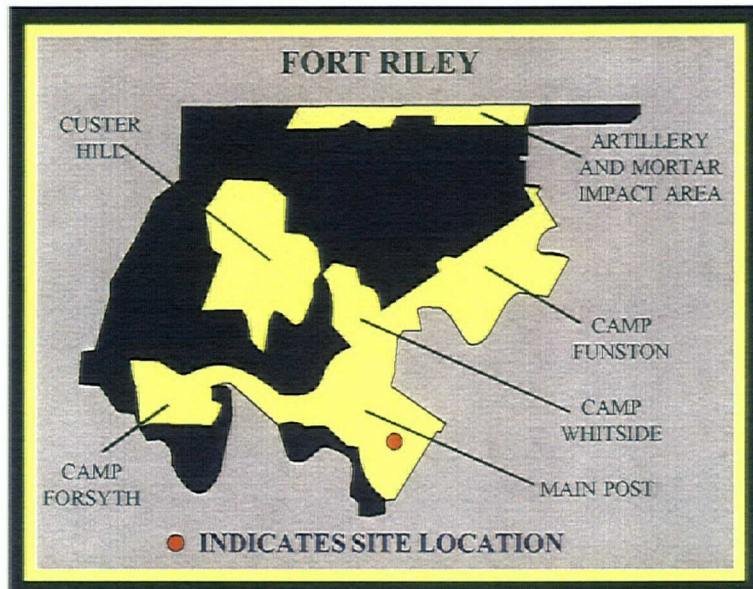 FORT RILEY
CUSTER
HILL
ARTILLERY
AND MORTAR
IMPACT AREA
CAMP
FUNSTON
CAMP
WHITSIDE
CAMP
FORSYTH
MAIN POST
INDICATES SITE LOCATION